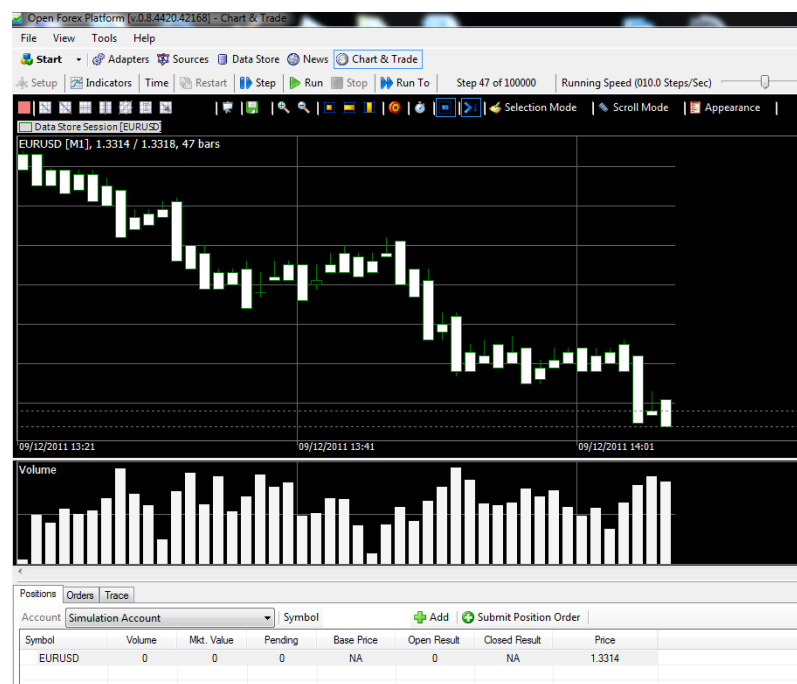 Open Forex Platform [v.0.8.4420.42168] - Chart & Trade
File View Tools Help
Start Adapters Sources Data Store News Chart & Trade
Setup Indicators Time Restart Step Run Stop Run To Step 47 of 100000 Running Speed (010.0 Steps/Sec)
Selection Mode Scroll Mode Appearance
Data Store Session [EURUSD]
EURUSD [M1], 1.3314 / 1.3318, 47 bars
09/12/2011 13:21 09/12/2011 13:41 09/12/2011 14:01
Volume
Positions Orders Trace
Account Simulation Account Symbol Add Submit Position Order
Symbol Volume Mkt. Value Pending Base Price Open Result Closed Result Price
EURUSD 0 0 0 NA 0 NA 1.3314